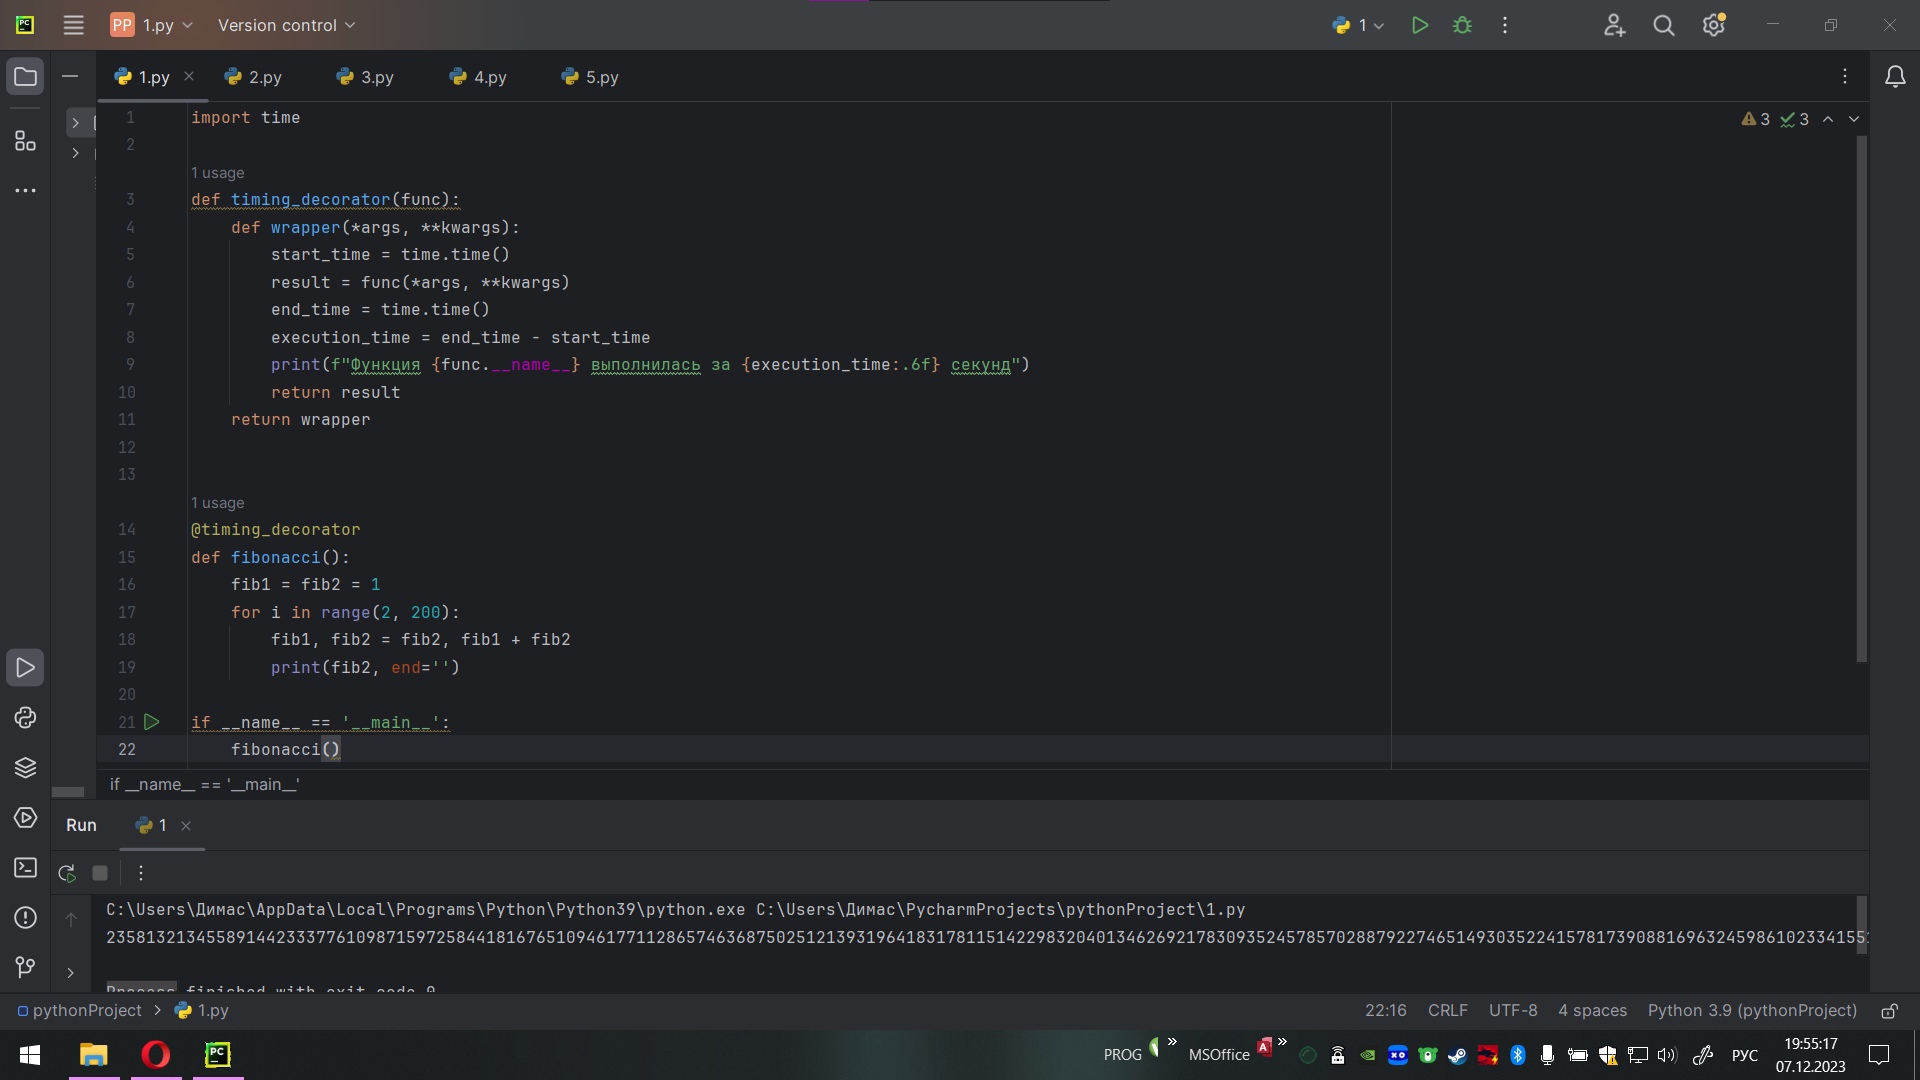 PC
PP 1.py Version control 1
1.py 2.py 3.py 4.py 5.py
3 3
1 import time
2
1 usage
3 def timing_decorator(func):
4 def wrapper(*args, **kwargs):
5 start_time = time.time()
6 result = func(*args, **kwargs)
7 end_time = time.time()
8 execution_time = end_time - start_time
9 print(f"Функция {func.__name__} выполнилась за {execution_time:.6f} секунд")
10 return result
11 return wrapper
12
13
1 usage
14 @timing_decorator
15 def fibonacci():
16 fib1 = fib2 = 1
17 for i in range(2, 200):
18 fib1, fib2 = fib2, fib1 + fib2
19 print(fib2, end='')
20
21 if __name__ == '__main__':
22 fibonacci()
if __name__ == '__main__'
Run 1
C:\Users\Димас\AppData\Local\Programs\Python\Python39\python.exe C:\Users\Димас\PycharmProjects\pythonProject\1.py
Process finished with exit code 0
pythonProject > 1.py 22:16 CRLF UTF-8 4 spaces Python 3.9 (pythonProject)
PC PROG MSOffice A РУС 19:55:17
07.12.2023